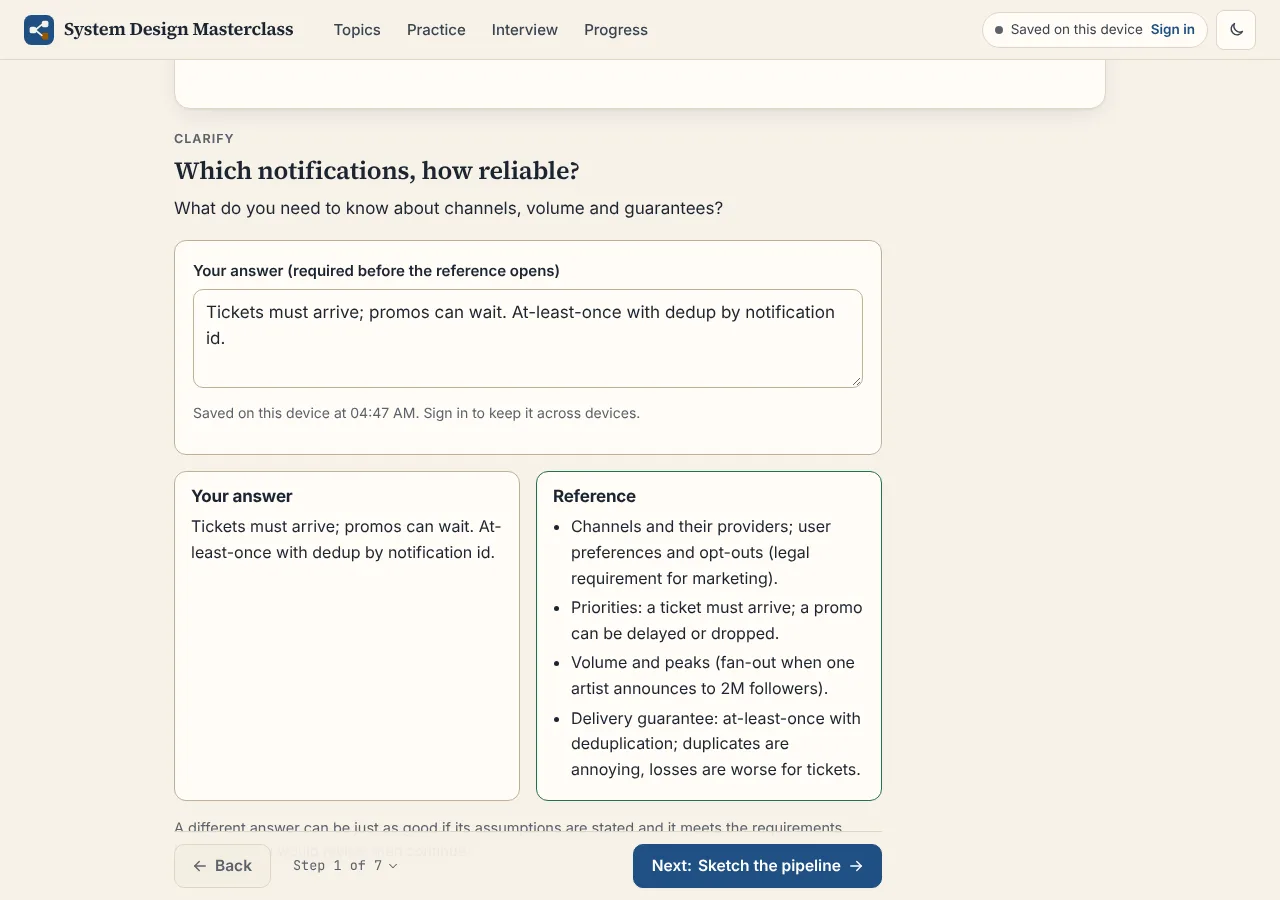 System Design Masterclass
Topics
Practice
Interview
Progress
Saved on this device Sign in
CLARIFY
Which notifications, how reliable?
What do you need to know about channels, volume and guarantees?
Your answer (required before the reference opens)
Tickets must arrive; promos can wait. At-least-once with dedup by notification
id.
Saved on this device at 04:47 AM. Sign in to keep it across devices.
Your answer
Tickets must arrive; promos can wait. At-
least-once with dedup by notification id.
Reference
• Channels and their providers; user
preferences and opt-outs (legal
requirement for marketing).
• Priorities: a ticket must arrive; a promo
can be delayed or dropped.
• Volume and peaks (fan-out when one
artist announces to 2M followers).
• Delivery guarantee: at-least-once with
deduplication; duplicates are
annoying, losses are worse for tickets.
A different answer can be just as good if its assumptions are stated and it meets the requirements
← Back
Step 1 of 7
Next: Sketch the pipeline →